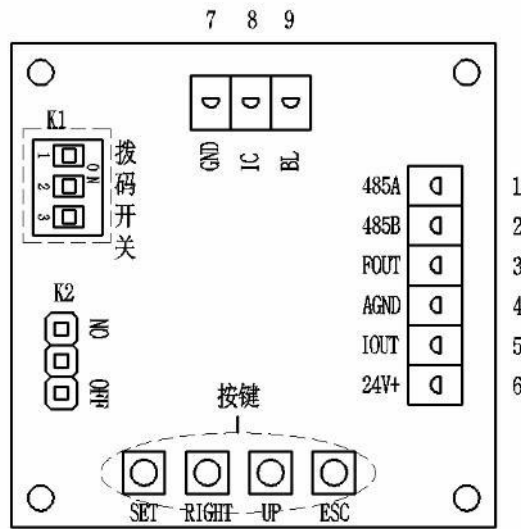 7 8 9
K1
GND IC BL
ON
1
2
3
拨码开关
485A 1
485B 2
FOUT 3
AGND 4
IOUT 5
24V+ 6
K2
ON
OFF
按键
SET RIGHT UP ESC